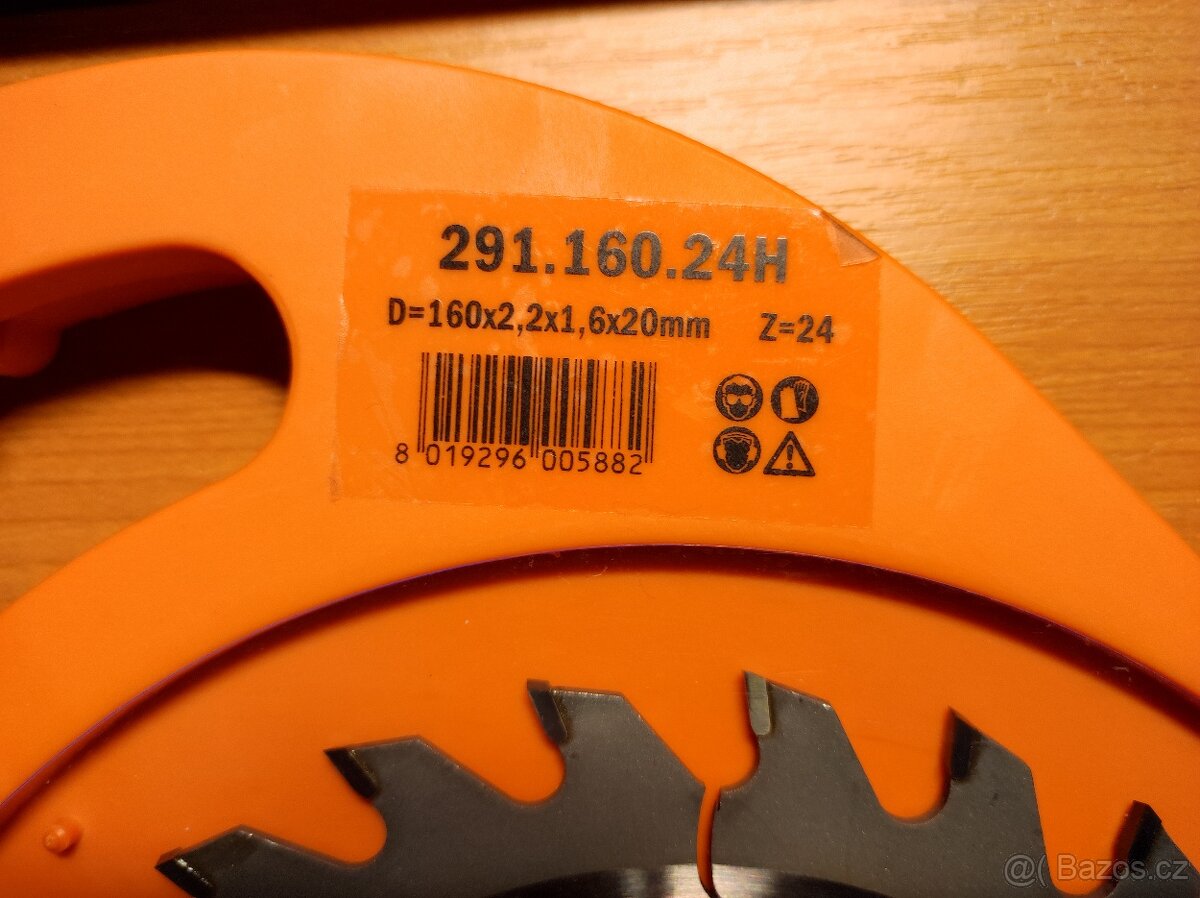 291.160.24H
D=160x2,2x1,6x20mm Z=24
8 019296 005882
@( Bazos.cz